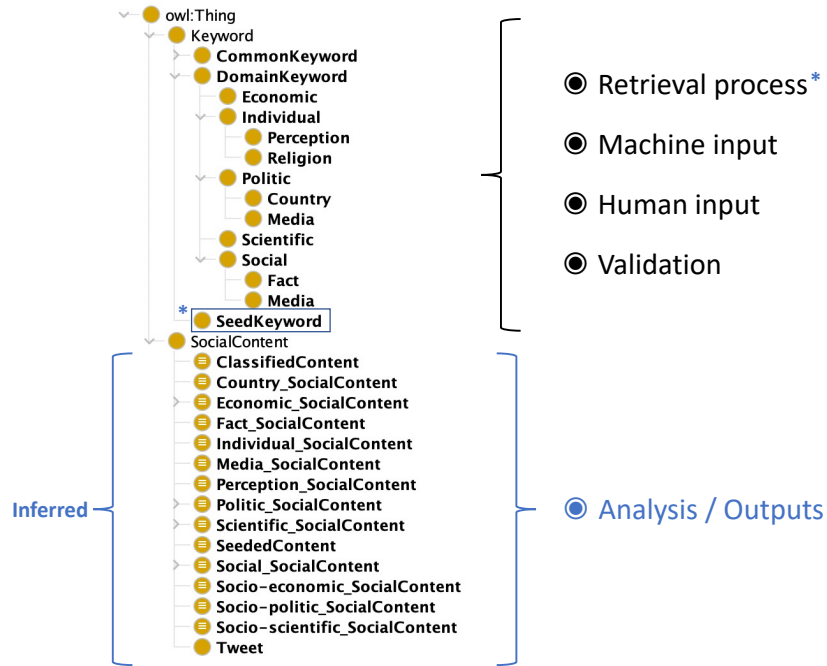 owl:Thing
Keyword
CommonKeyword
DomainKeyword
Economic
Individual
Perception
Religion
Politic
Country
Media
Scientific
Social
Fact
Media
* SeedKeyword
SocialContent
ClassifiedContent
Country_SocialContent
Economic_SocialContent
Fact_SocialContent
Individual_SocialContent
Media_SocialContent
Perception_SocialContent
Politic_SocialContent
Scientific_SocialContent
SeededContent
Social_SocialContent
Socio-economic_SocialContent
Socio-politic_SocialContent
Socio-scientific_SocialContent
Tweet
Inferred
Retrieval process*
Machine input
Human input
Validation
Analysis / Outputs